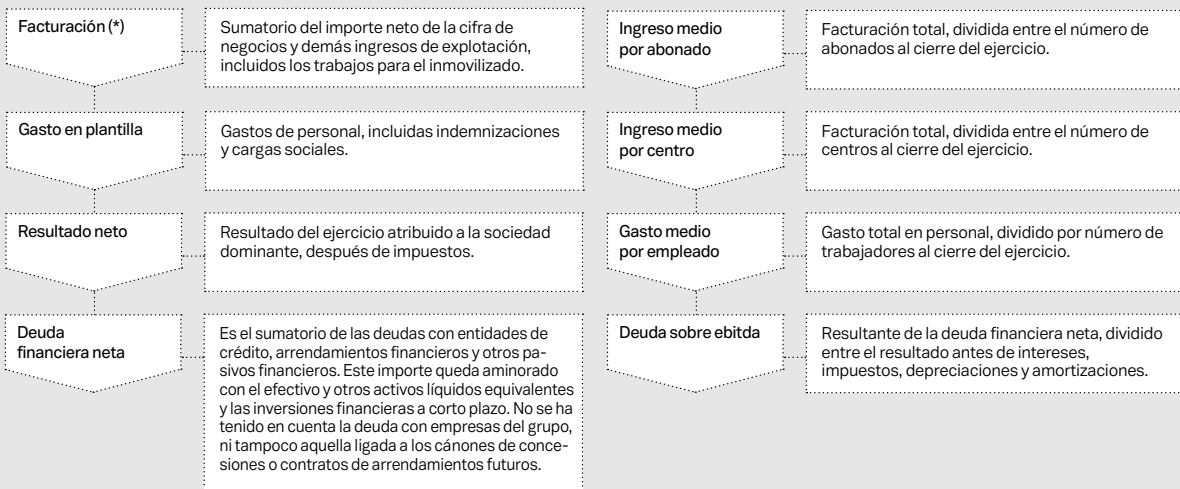 Facturación (*)
Sumatorio del importe neto de la cifra de
negocios y demás ingresos de explotación,
incluidos los trabajos para el inmovilizado.
Gasto en plantilla
Gastos de personal, incluidas indemnizaciones
y cargas sociales.
Resultado neto
Resultado del ejercicio atribuido a la sociedad
dominante, después de impuestos.
Deuda
financiera neta
Es el sumatorio de las deudas con entidades de
crédito, arrendamientos financieros y otros pa-
sivos financieros. Este importe queda aminorado
con el efectivo y otros activos líquidos equivalentes
y las inversiones financieras a corto plazo. No se ha
tenido en cuenta la deuda con empresas del grupo,
ni tampoco aquella ligada a los cánones de conce-
siones o contratos de arrendamientos futuros.
Ingreso medio
por abonado
Facturación total, dividida entre el número de
abonados al cierre del ejercicio.
Ingreso medio
por centro
Facturación total, dividida entre el número de
centros al cierre del ejercicio.
Gasto medio
por empleado
Gasto total en personal, dividido por número de
trabajadores al cierre del ejercicio.
Deuda sobre ebitda
Resultante de la deuda financiera neta, dividido
entre el resultado antes de intereses,
impuestos, depreciaciones y amortizaciones.